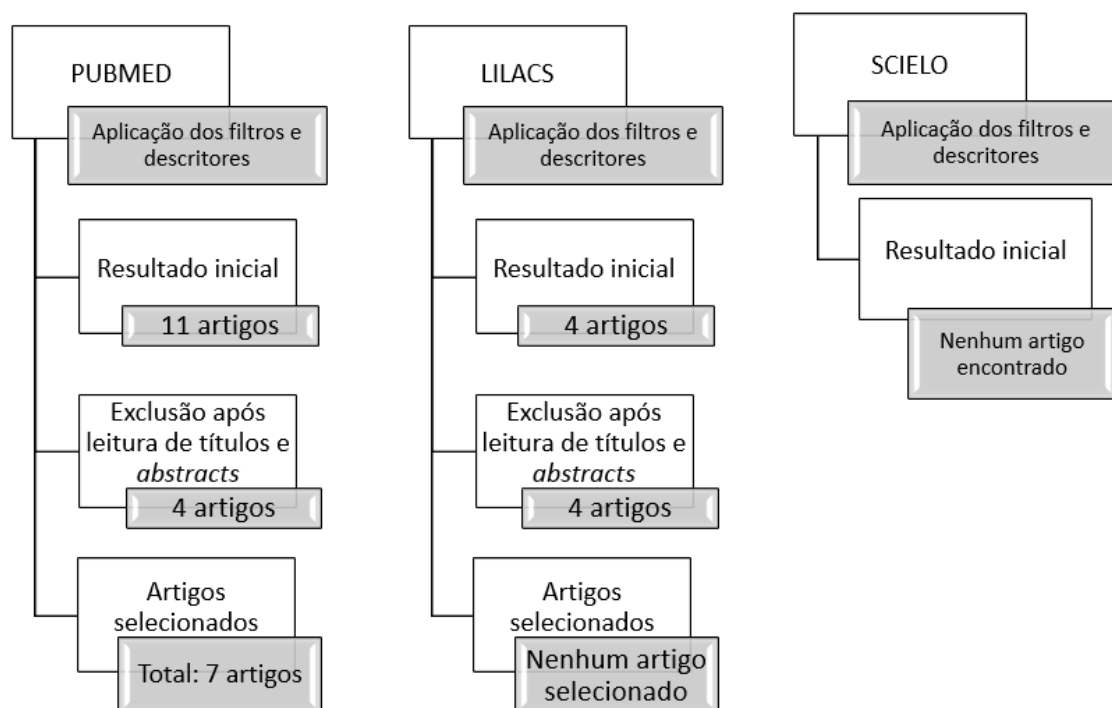 PUBMED
Aplicação dos filtros e
descritores
Resultado inicial
11 artigos
Exclusão após
leitura de títulos e
abstracts
4 artigos
Artigos
selecionados
Total: 7 artigos
LILACS
Aplicação dos filtros e
descritores
Resultado inicial
4 artigos
Exclusão após
leitura de títulos e
abstracts
4 artigos
Artigos
selecionados
Nenhum artigo
selecionado
SCIELO
Aplicação dos filtros e
descritores
Resultado inicial
Nenhum artigo
encontrado